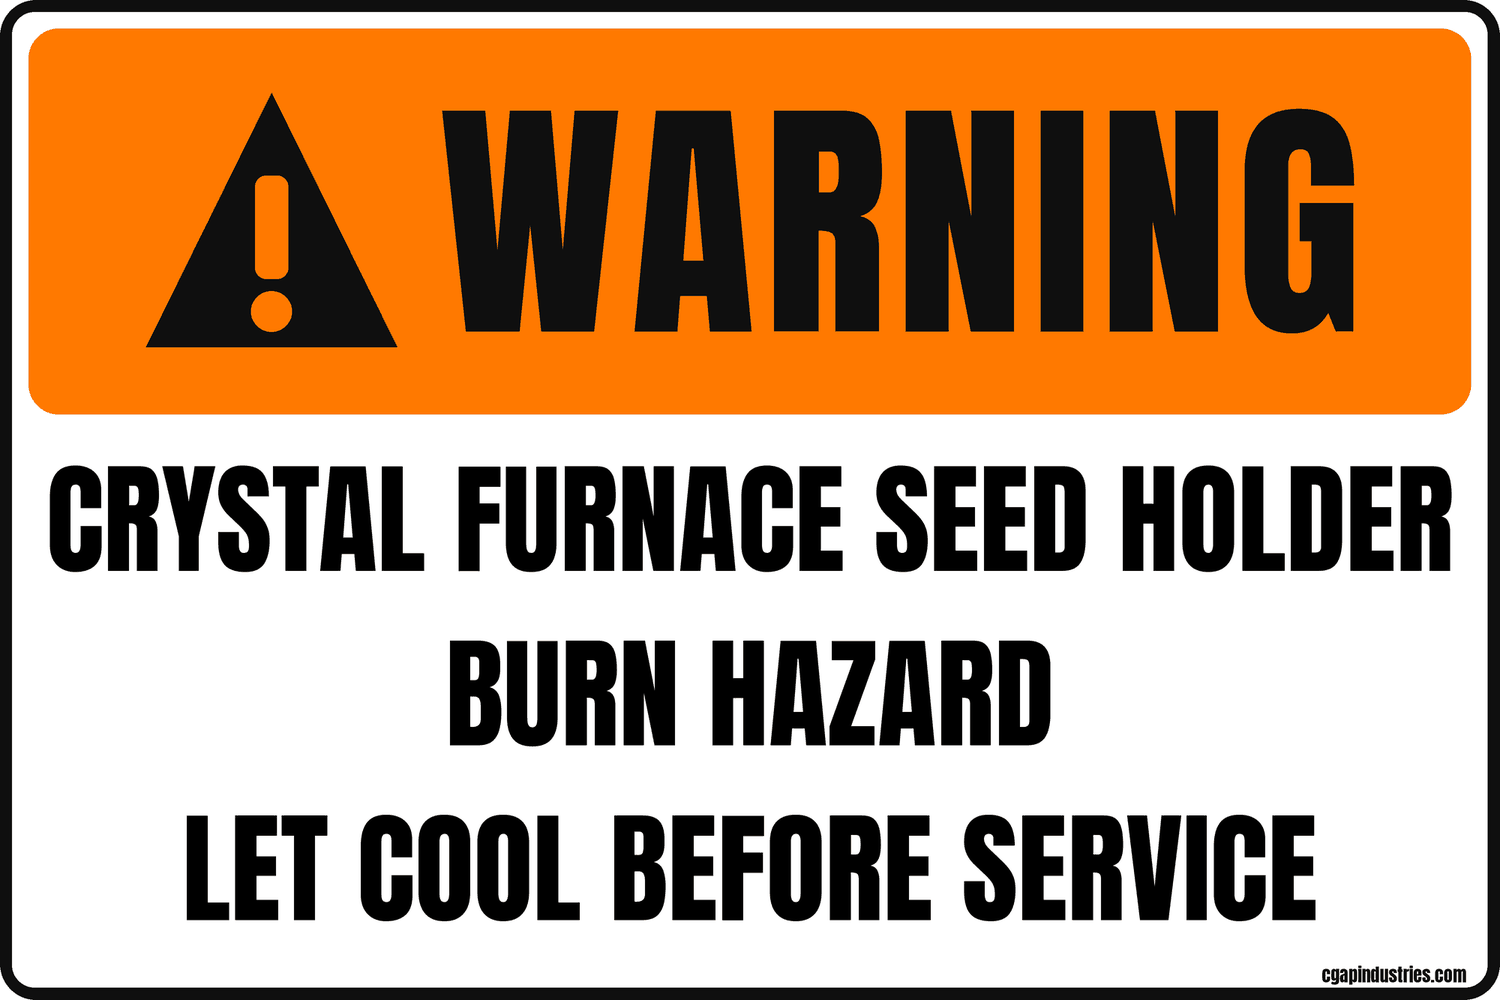 WARNING
CRYSTAL FURNACE SEED HOLDER
BURN HAZARD
LET COOL BEFORE SERVICE
cgapindustries.com